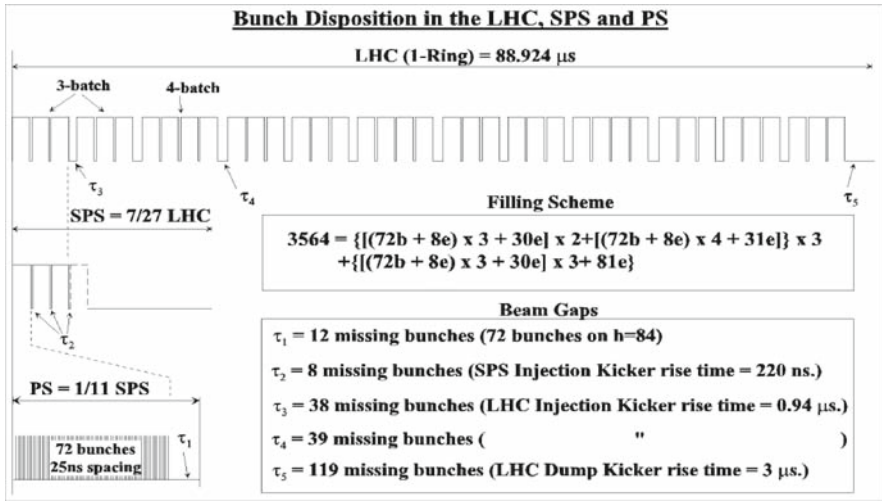 Bunch Disposition in the LHC, SPS and PS
LHC (1-Ring) = 88.924 μs
3-batch
4-batch
τ3
τ4
τ5
SPS = 7/27 LHC
Filling Scheme
3564 = {[(72b + 8e) x 3 + 30e] x 2+[(72b + 8e) x 4 + 31e]} x 3
+{[(72b + 8e) x 3 + 30e] x 3+ 81e}
τ2
Beam Gaps
τ1 = 12 missing bunches (72 bunches on h=84)
τ2 = 8 missing bunches (SPS Injection Kicker rise time = 220 ns.)
τ3 = 38 missing bunches (LHC Injection Kicker rise time = 0.94 μs.)
τ4 = 39 missing bunches ( " )
τ5 = 119 missing bunches (LHC Dump Kicker rise time = 3 μs.)
PS = 1/11 SPS
τ1
72 bunches
25ns spacing